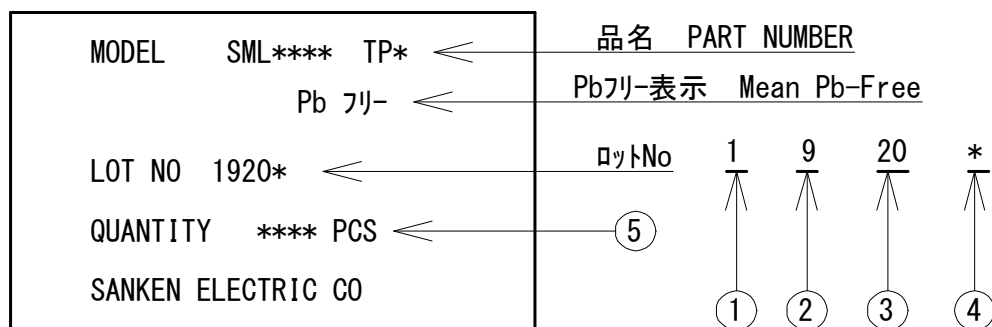 MODEL SML**** TP*
品名 PART NUMBER
Pb フリー
Pbフリー表示 Mean Pb-Free
LOT NO 1920*
ロットNo 1 9 20 *
QUANTITY **** PCS
⑤
SANKEN ELECTRIC CO
① ② ③ ④